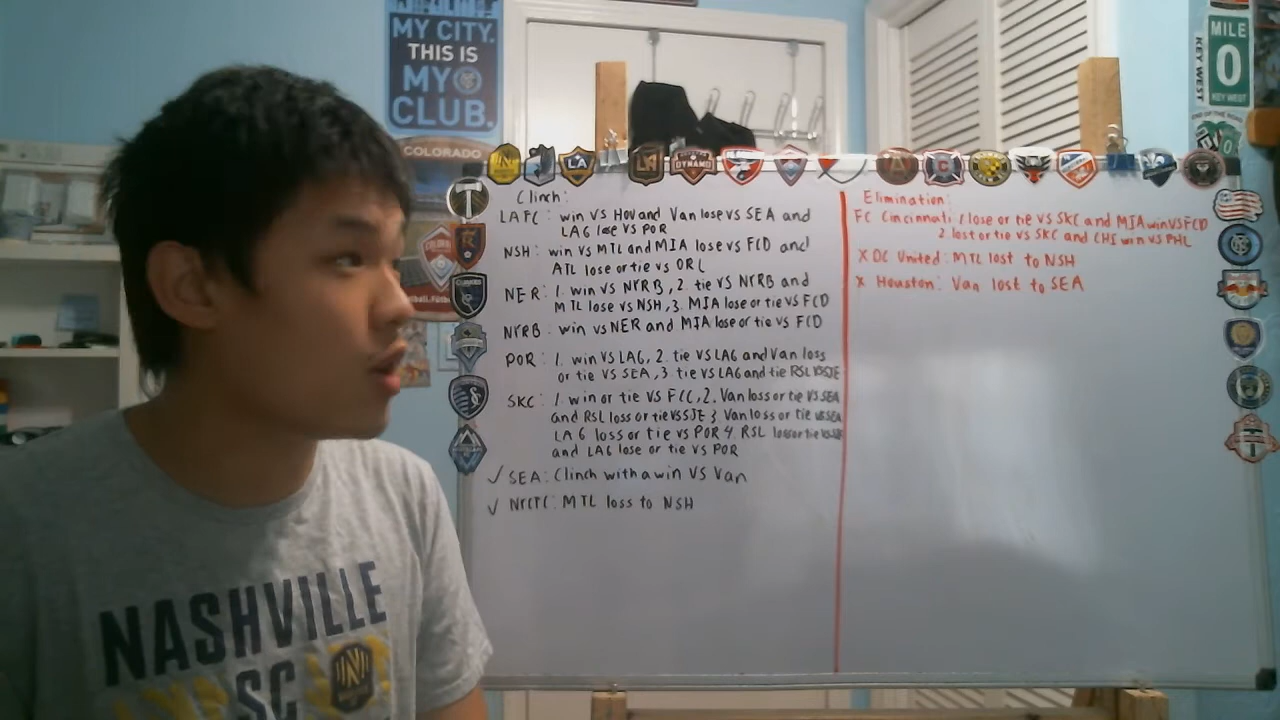 MY CITY.
THIS IS
MY
CLUB.
COLORADO
MILE
0
KEY WEST
KEY WEST
Clinch:
LAFC: win VS HOU and Van lose VS SEA and
LAG lose VS POR
NSH: win VS MTL and MIA lose VS FCD and
ATL lose or tie VS ORL
NER: 1. win VS NYRB, 2. tie VS NYRB and
MTL lose VS NSH, 3. MIA lose or tie VS FCD
NYRB: win VS NER and MIA lose or tie VS FCD
POR: 1. win VS LAG, 2. tie VS LAG and Van loss
or tie VS SEA, 3 tie VS LAG and tie RSL VS SJE
SKC: 1. win or tie VS FCC, 2. Van loss or tie VS SEA
and RSL loss or tie VS SJE 3 Van loss or tie VS SEA
LAG loss or tie VS POR 4. RSL loss or tie VS SJE
and LAG lose or tie VS POR
✓ SEA: Clinch with a win VS Van
✓ NYCFC: MTL loss to NSH
Elimination:
FC Cincinnati: 1 lose or tie VS SKC and MIA win VS FCD
2. lost or tie VS SKC and CHI win VS PHL
X DC United: MTL lost to NSH
X Houston: Van lost to SEA
DYNAMO
LA
NASHVILLE
SC